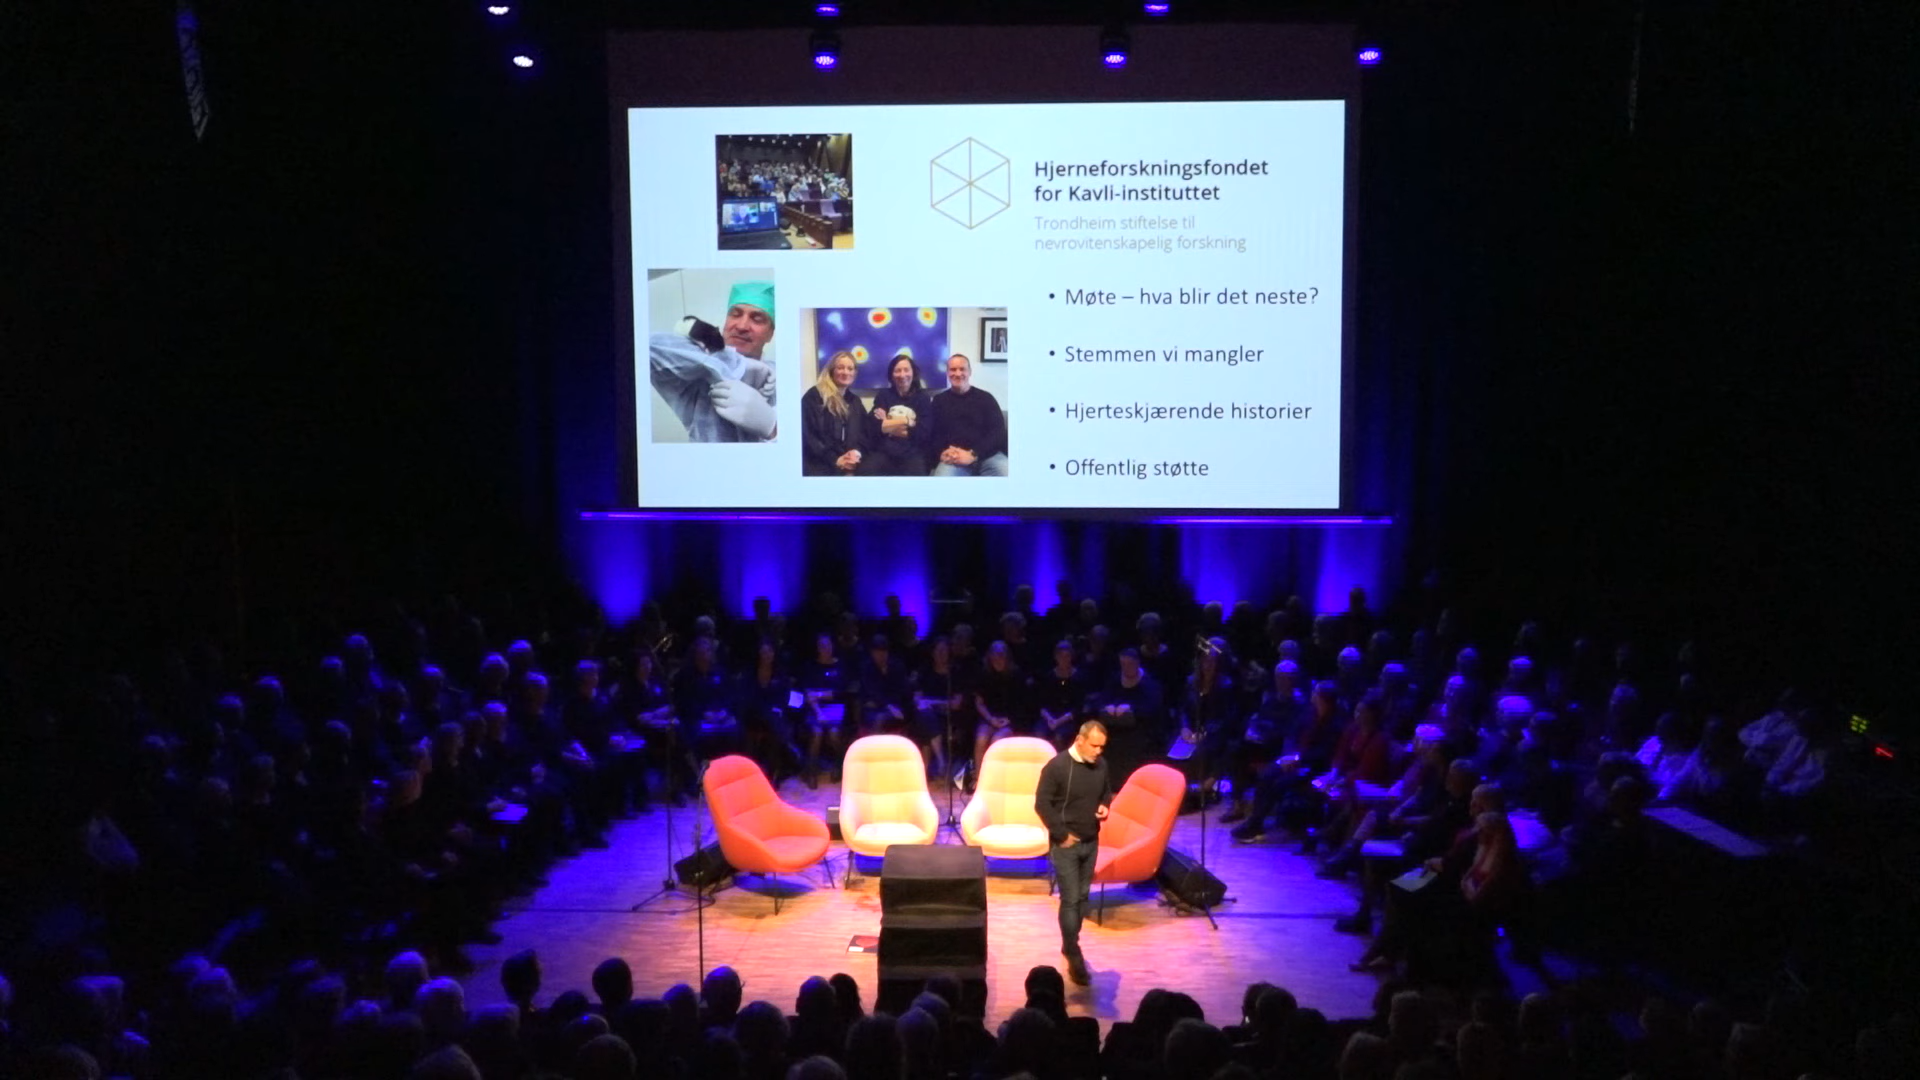 Hjerneforskningsfondet
for Kavli-instituttet
Trondheim stiftelse til
nevrovitenskapelig forskning
• Møte – hva blir det neste?
• Stemmen vi mangler
• Hjerteskjærende historier
• Offentlig støtte